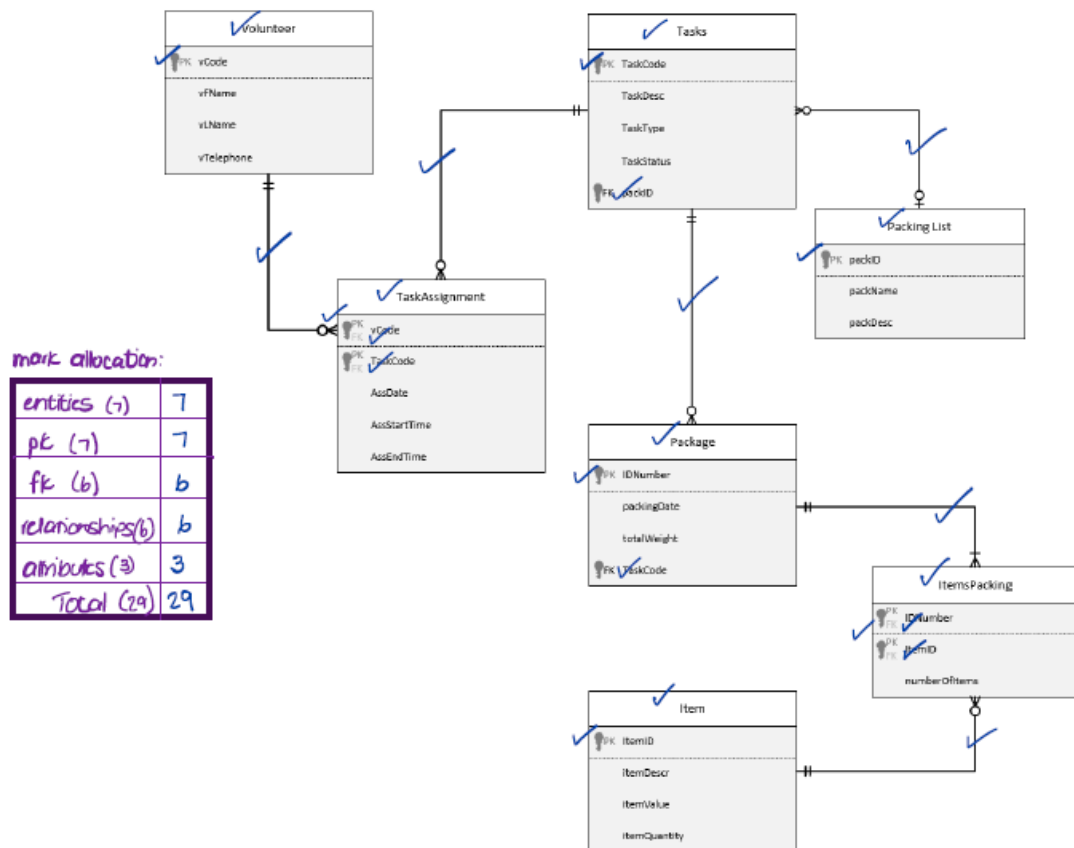 Volunteer
PK vCode
vFName
vLName
vTelephone
Tasks
PK TaskCode
TaskDesc
TaskType
TaskStatus
FK packID
Packing List
PK packID
packName
packDesc
TaskAssignment
PK
FK vCode
PK
FK TaskCode
AssDate
AssStartTime
AssEndTime
mark allocation:
entities (7) 7
pk (7) 7
fk (6) 6
relationships (6) 6
attributes (3) 3
Total (29) 29
Package
PK IDNumber
packingDate
totalWeight
FK TaskCode
ItemsPacking
PK
FK IDNumber
PK
FK ItemID
numberOfItems
Item
PK ItemID
itemDescr
itemValue
itemQuantity